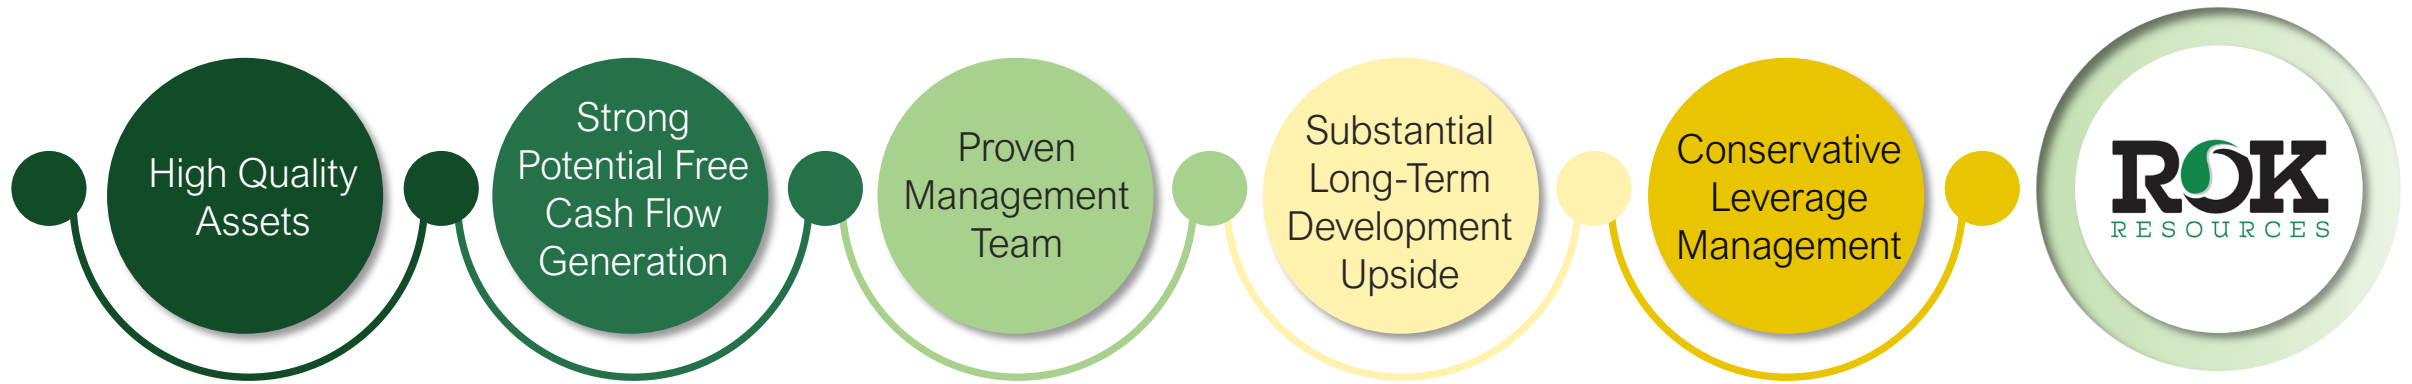 High Quality
Assets
Strong
Potential Free
Cash Flow
Generation
Proven
Management
Team
Substantial
Long-Term
Development
Upside
Conservative
Leverage
Management
ROK
RESOURCES